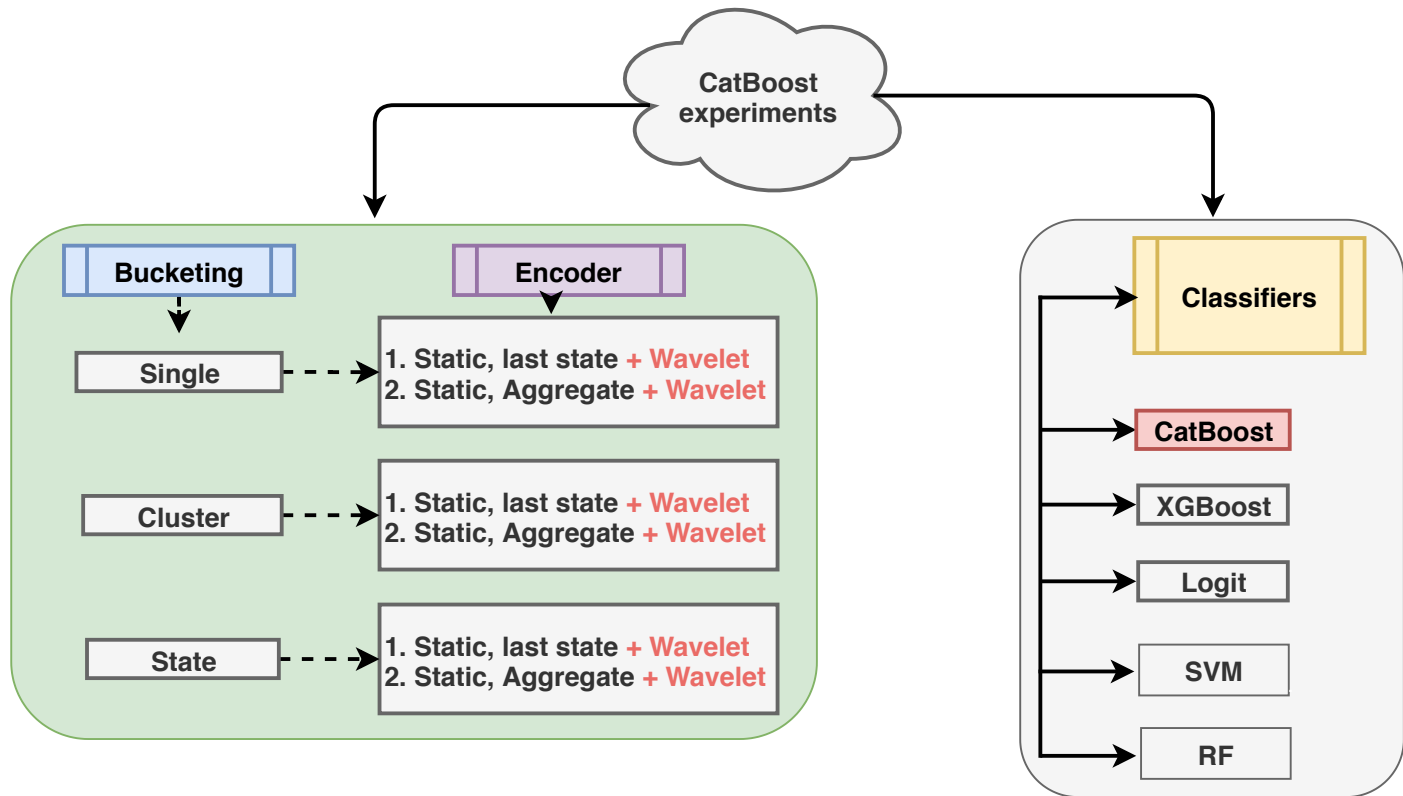 CatBoost
experiments
Bucketing
Encoder
Single
1. Static, last state + Wavelet
2. Static, Aggregate + Wavelet
Cluster
1. Static, last state + Wavelet
2. Static, Aggregate + Wavelet
State
1. Static, last state + Wavelet
2. Static, Aggregate + Wavelet
Classifiers
CatBoost
XGBoost
Logit
SVM
RF